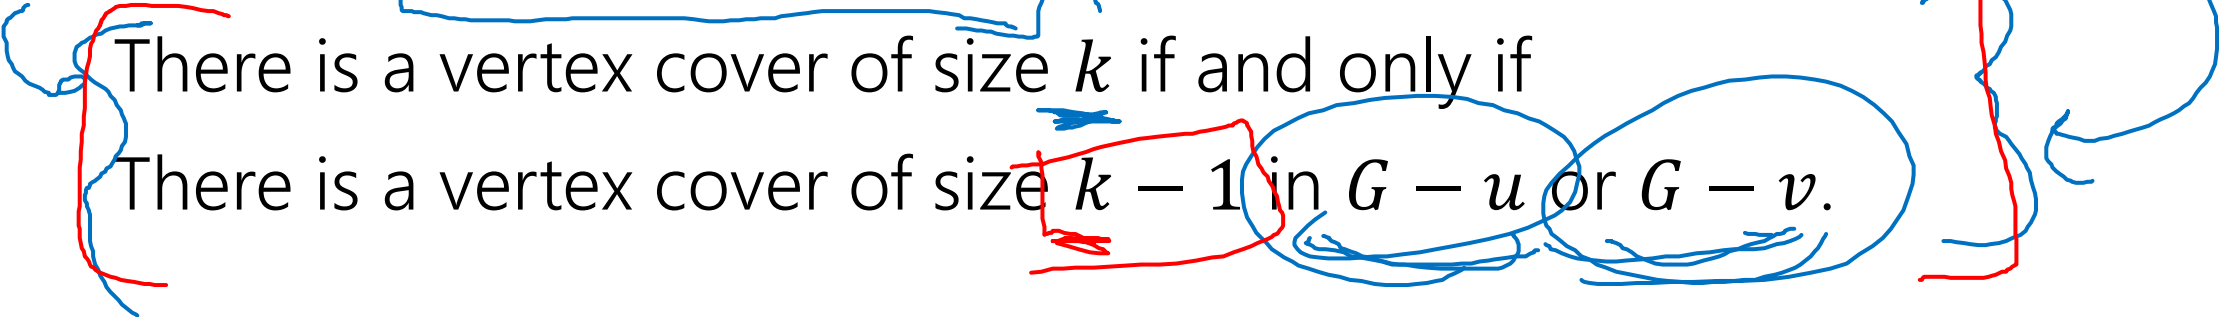 There is a vertex cover of size k if and only if
There is a vertex cover of size k − 1 in G − u or G − v.